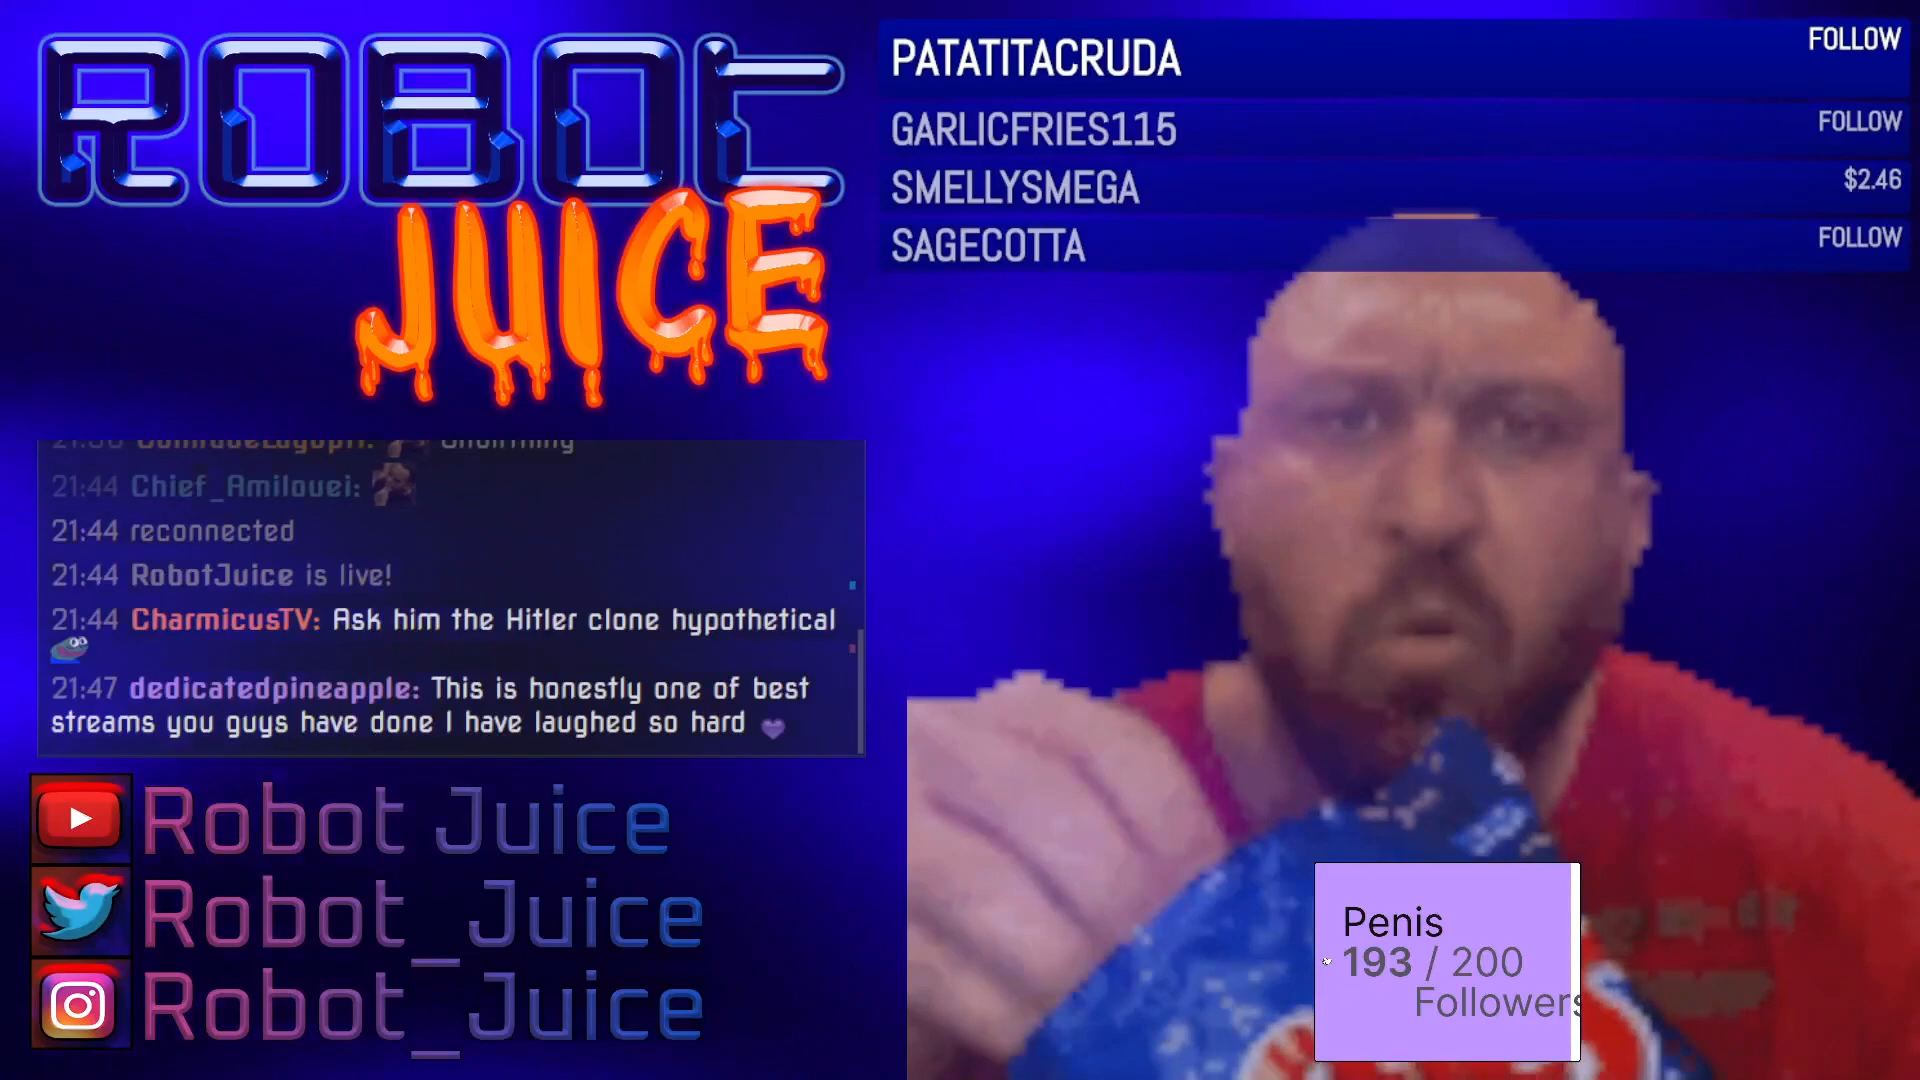 ROBOT
JUICE
PATATITACRUDA FOLLOW
GARLICFRIES115 FOLLOW
SMELLYSMEGA $2.46
SAGECOTTA FOLLOW
21:44 Chief_Amilouei:
21:44 reconnected
21:44 RobotJuice is live!
21:44 CharmicusTV: Ask him the Hitler clone hypothetical
21:47 dedicatedpineapple: This is honestly one of best
streams you guys have done I have laughed so hard
Robot Juice
Robot_Juice
Robot_Juice
Penis
193 / 200
Followers